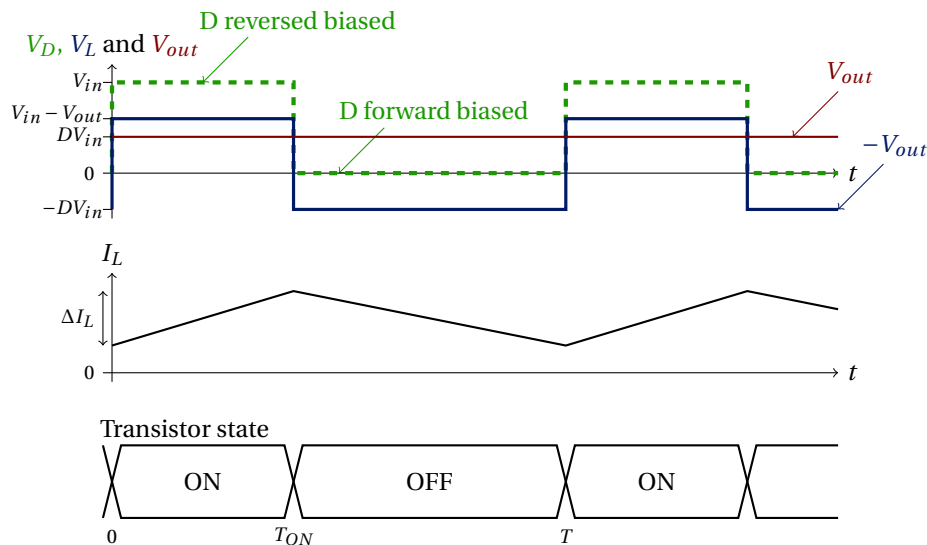 D reversed biased
V_D, V_L and V_out
V_in
V_out
V_in − V_out
D forward biased
DV_in
−V_out
0
t
−DV_in
I_L
ΔI_L
0
t
Transistor state
ON
OFF
ON
0
T_ON
T